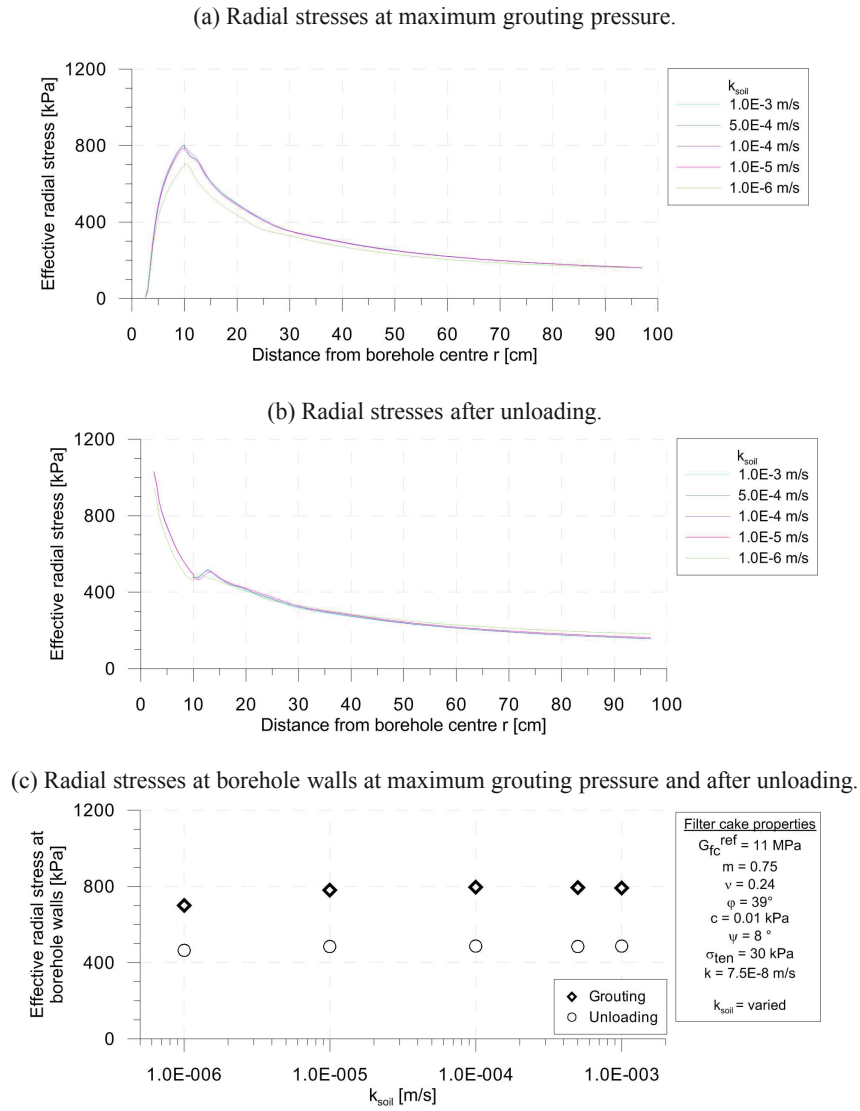 (a) Radial stresses at maximum grouting pressure.
Effective radial stress [kPa]
1200
800
400
0
0 10 20 30 40 50 60 70 80 90 100
Distance from borehole centre r [cm]
k_soil
1.0E-3 m/s
5.0E-4 m/s
1.0E-4 m/s
1.0E-5 m/s
1.0E-6 m/s
(b) Radial stresses after unloading.
Effective radial stress [kPa]
1200
800
400
0
0 10 20 30 40 50 60 70 80 90 100
Distance from borehole centre r [cm]
k_soil
1.0E-3 m/s
5.0E-4 m/s
1.0E-4 m/s
1.0E-5 m/s
1.0E-6 m/s
(c) Radial stresses at borehole walls at maximum grouting pressure and after unloading.
Effective radial stress at
borehole walls [kPa]
1200
800
400
0
1.0E-006 1.0E-005 1.0E-004 1.0E-003
k_soil [m/s]
Grouting
Unloading
Filter cake properties
G_fc^ref = 11 MPa
m = 0.75
ν = 0.24
φ = 39°
c = 0.01 kPa
ψ = 8 °
σ_ten = 30 kPa
k = 7.5E-8 m/s
k_soil = varied